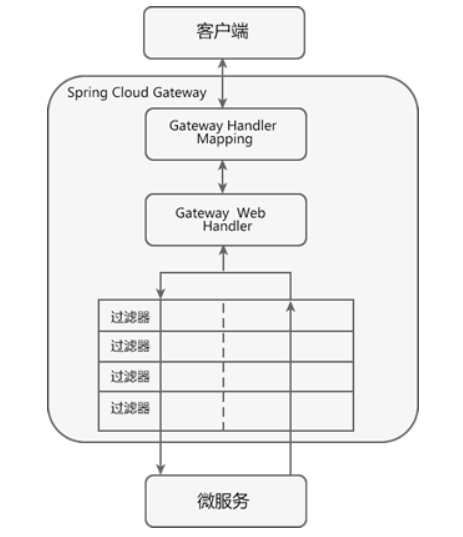 客户端
Spring Cloud Gateway
Gateway Handler
Mapping
Gateway Web
Handler
过滤器
过滤器
过滤器
过滤器
微服务